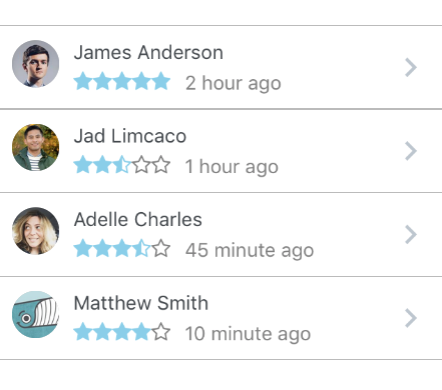 James Anderson
2 hour ago
Jad Limcaco
1 hour ago
Adelle Charles
45 minute ago
Matthew Smith
10 minute ago